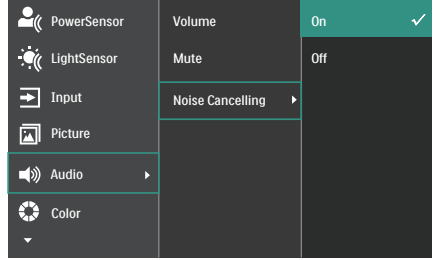 PowerSensor
LightSensor
Input
Picture
Audio
Color
Volume
Mute
Noise Cancelling
On
Off